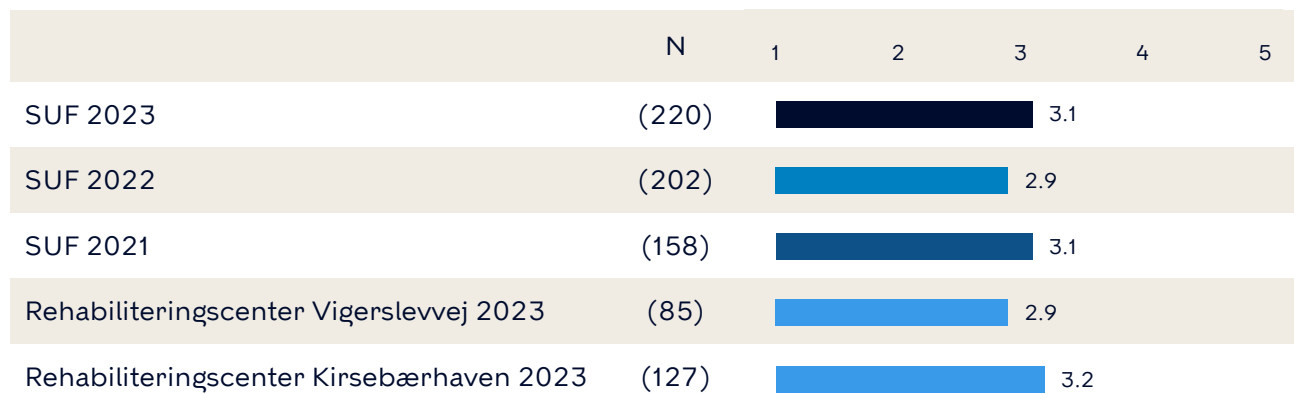 N 1 2 3 4 5
SUF 2023 (220) 3.1
SUF 2022 (202) 2.9
SUF 2021 (158) 3.1
Rehabiliteringscenter Vigerslevvej 2023 (85) 2.9
Rehabiliteringscenter Kirsebærhaven 2023 (127) 3.2